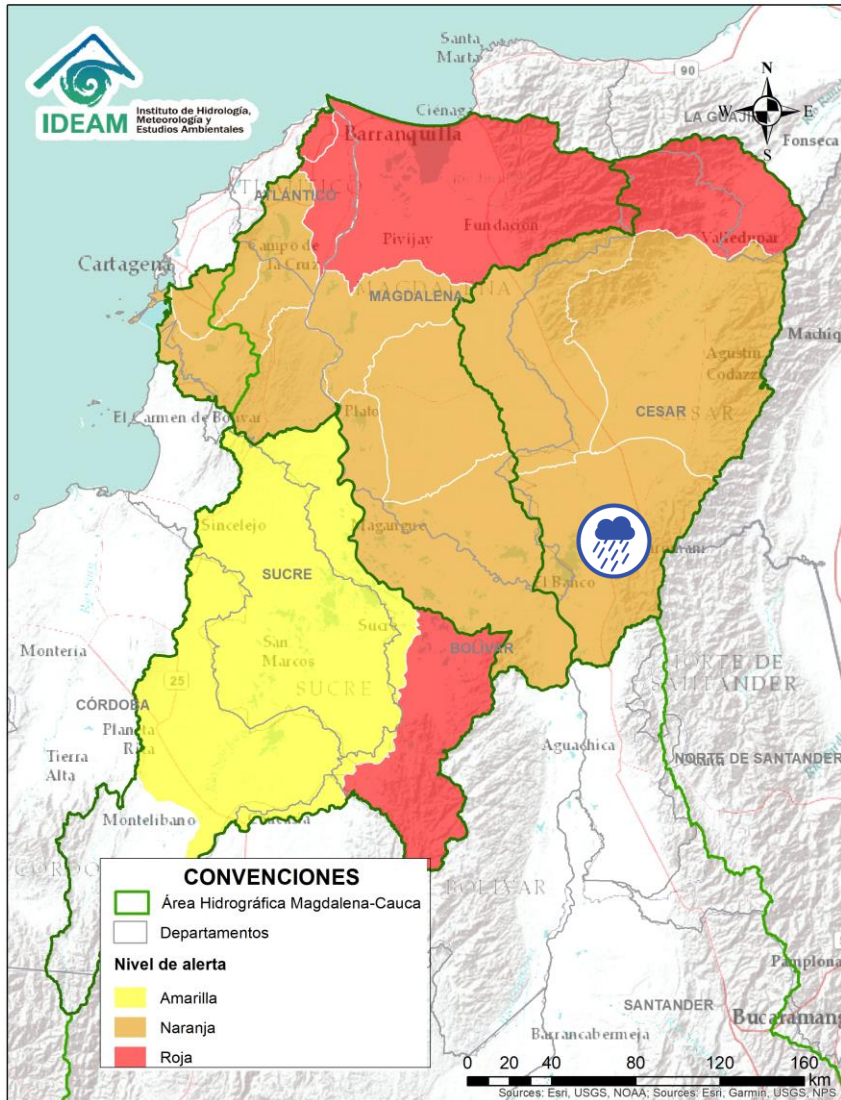 IDEAM
Instituto de Hidrología,
Meteorología y
Estudios Ambientales
Santa
Marta
90
N
W
E
S
LA GUAJIRA
Fonseca
Ciénaga
Barranquilla
ATLÁNTICO
Fundación
Pivijay
Valledupar
Campo de
la Cruz
Cartagena
MAGDALENA
Agustín
Codazzi
CESAR
El Carmen de Bolívar
Plato
Sincelejo
Magangue
SUCRE
El Banco
Sucre
San
Marcos
SUCRE
BOLÍVAR
Montería
25
CÓRDOBA
Planeta
Rica
Tierra
Alta
Aguachica
NORTE DE
SANTANDER
NORTE DE SANTANDER
Montelibano
BOLÍVAR
CONVENCIONES
Área Hidrográfica Magdalena-Cauca
Departamentos
Nivel de alerta
Amarilla
Naranja
Roja
Pamplona
SANTANDER
Bucaramang
Barrancabermeja
0 20 40 80 120 160
Km
Sources: Esri, USGS, NOAA; Sources: Esri, Garmin, USGS, NPS